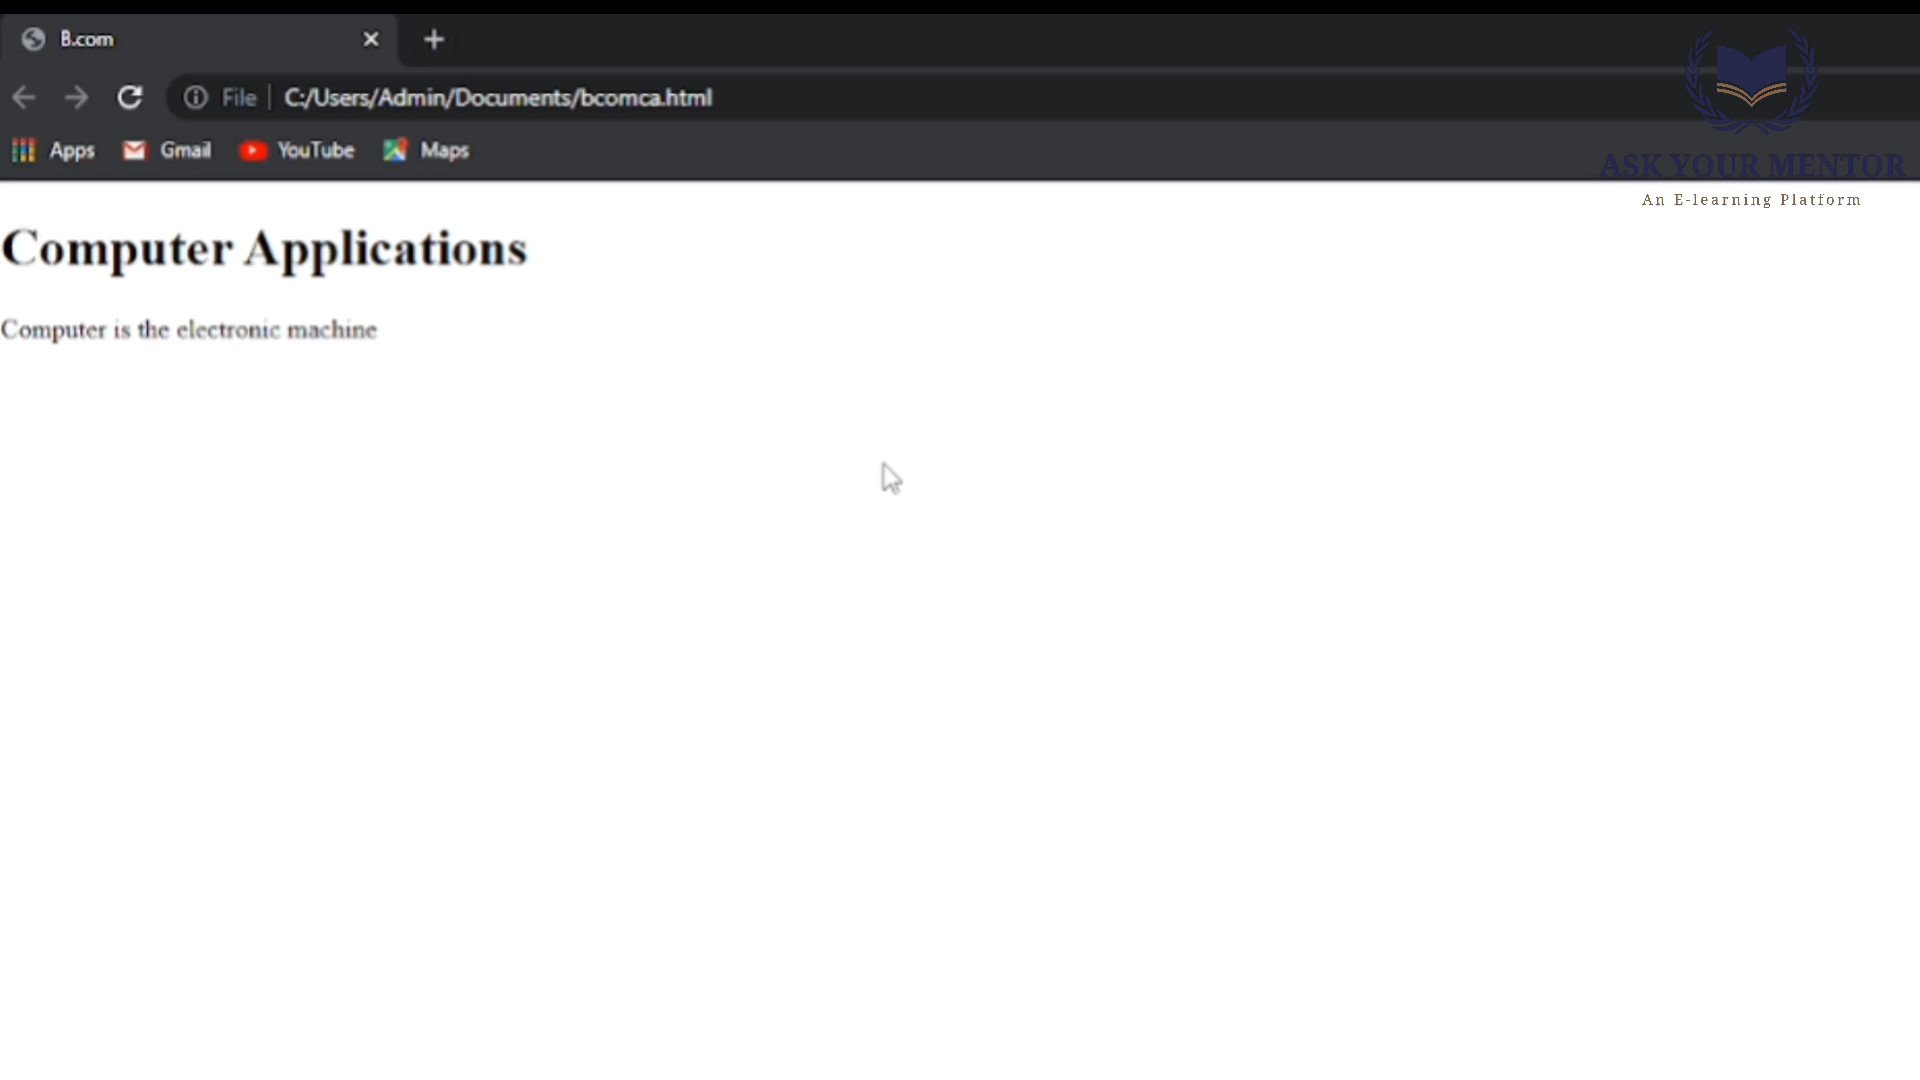 B.com
File C:/Users/Admin/Documents/bcomca.html
Apps Gmail YouTube Maps
ASK YOUR MENTOR
An E-learning Platform
Computer Applications
Computer is the electronic machine